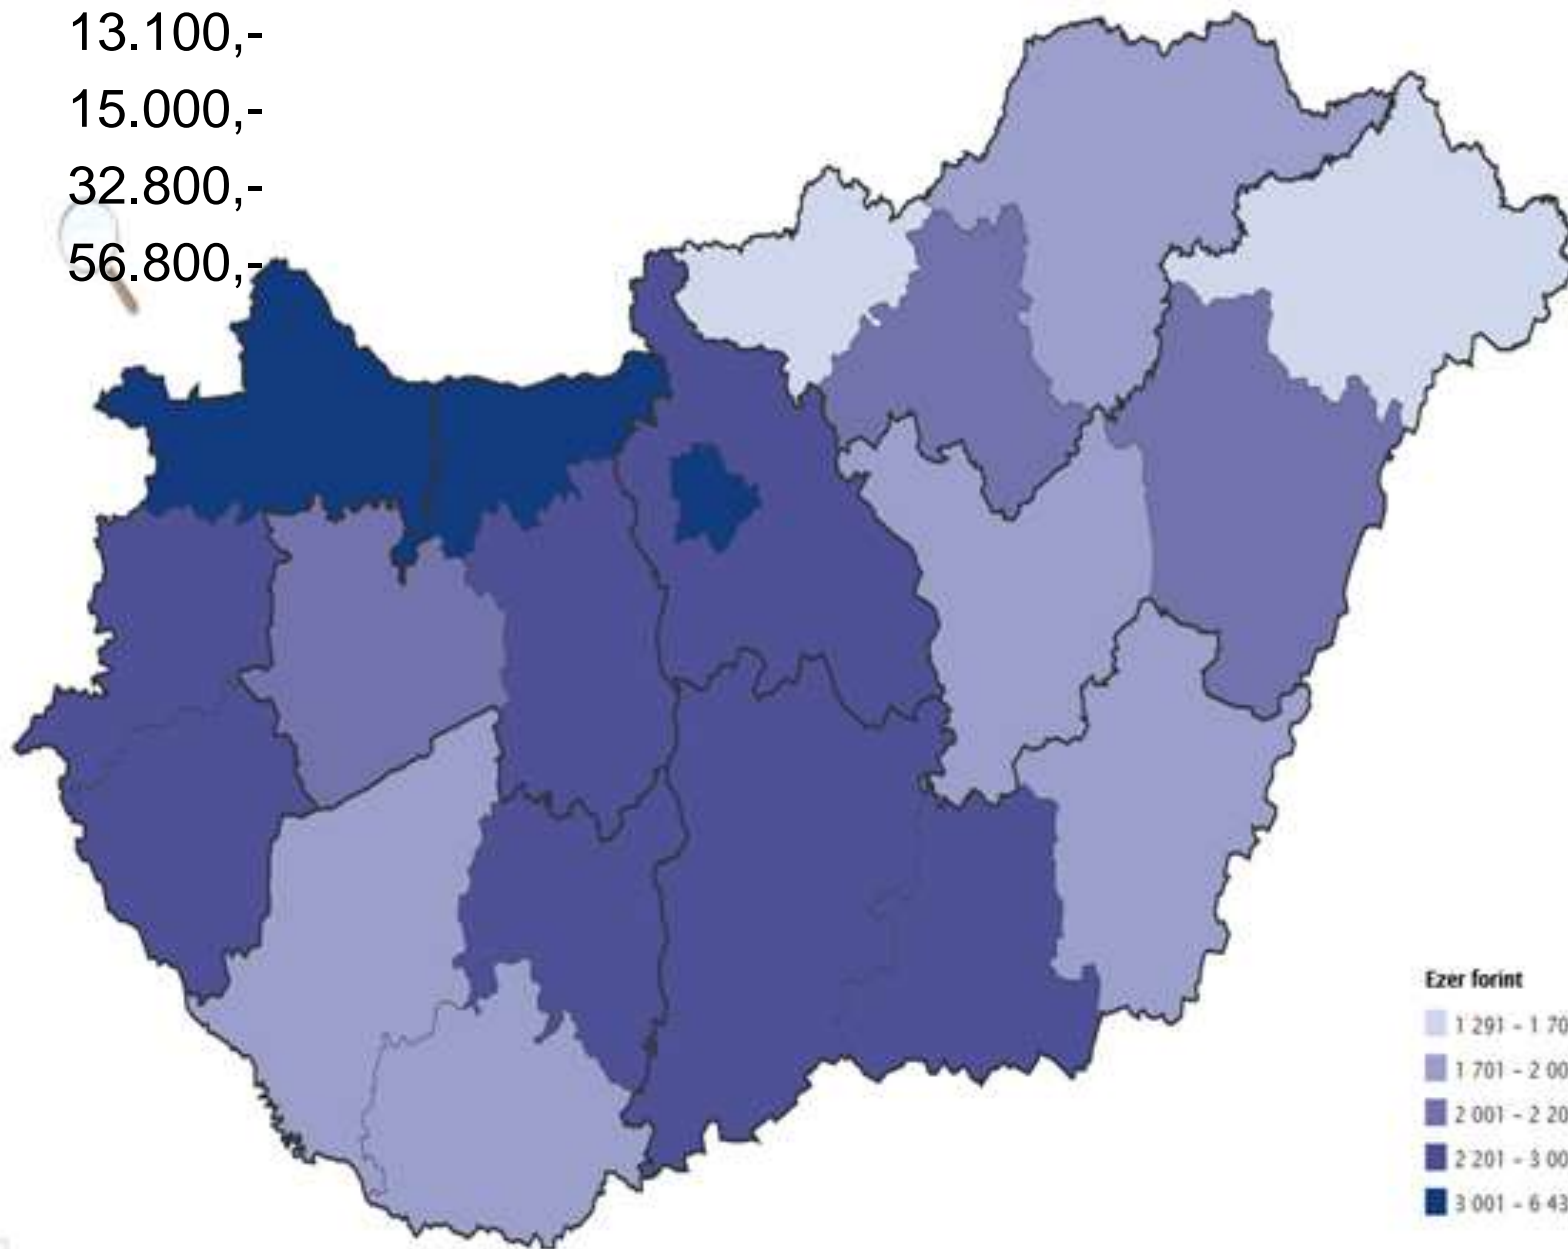 13.100,-
15.000,-
32.800,-
56.800,-
Ezer forint
1 291 – 1 70
1 701 – 2 00
2 001 – 2 20
2 201 – 3 00
3 001 – 6 43